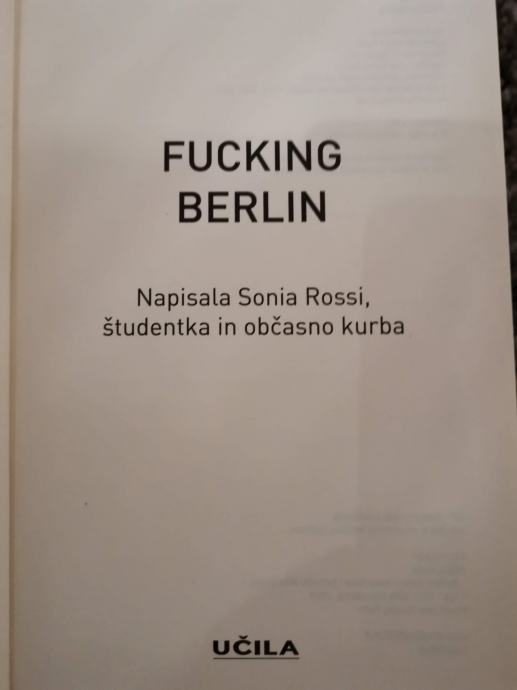 FUCKING
BERLIN
Napisala Sonia Rossi,
študentka in občasno kurba
UČILA